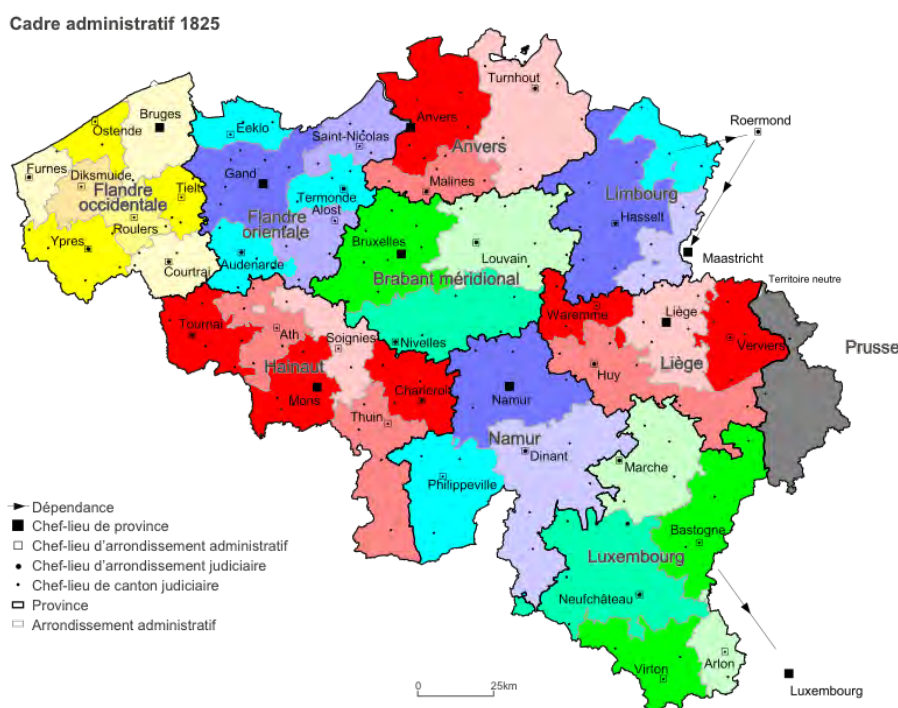 Cadre administratif 1825
Turnhout
Bruges
Ostende
Eeklo
Saint-Nicolas
Anvers
Roermond
Anvers
Furnes
Diksmuide
Gand
Malines
Flandre
occidentale
Tielt
Termonde
Limbourg
Flandre
orientale
Alost
Hasselt
Roulers
Ypres
Bruxelles
Louvain
Courtrai
Audenarde
Maastricht
Brabant méridional
Territoire neutre
Waremme
Liège
Tournai
Ath
Soignies
Nivelles
Verviers
Prusse
Hainaut
Huy
Liège
Mons
Charleroi
Namur
Thuin
Namur
Dinant
Marche
Philippeville
Bastogne
Luxembourg
Neufchâteau
Virton
Arlon
Luxembourg
Dépendance
Chef-lieu de province
Chef-lieu d'arrondissement administratif
Chef-lieu d'arrondissement judiciaire
Chef-lieu de canton judiciaire
Province
Arrondissement administratif
0 25km